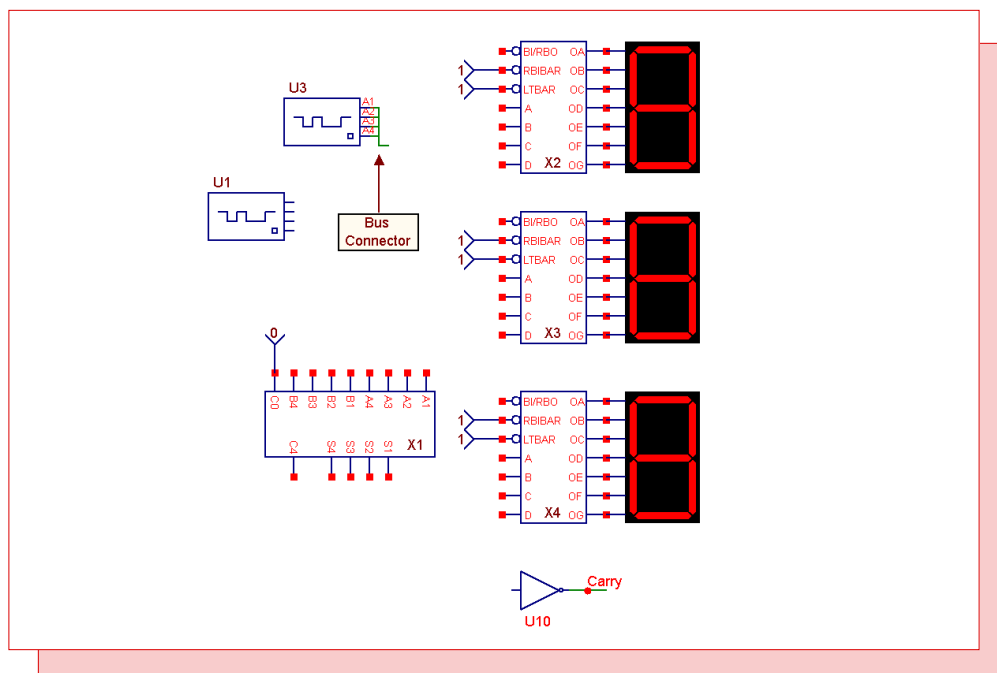 U3
A1
A2
A3
A4
U1
Bus
Connector
1
1
BI/RBO OA
RBIBAR OB
LTBAR OC
A OD
B OE
C OF
D X2 OG
1
1
BI/RBO OA
RBIBAR OB
LTBAR OC
A OD
B OE
C OF
D X3 OG
0
C0 B4 B3 B2 B1 A4 A3 A2 A1
C4 S4 S3 S2 S1 X1
1
1
BI/RBO OA
RBIBAR OB
LTBAR OC
A OD
B OE
C OF
D X4 OG
Carry
U10